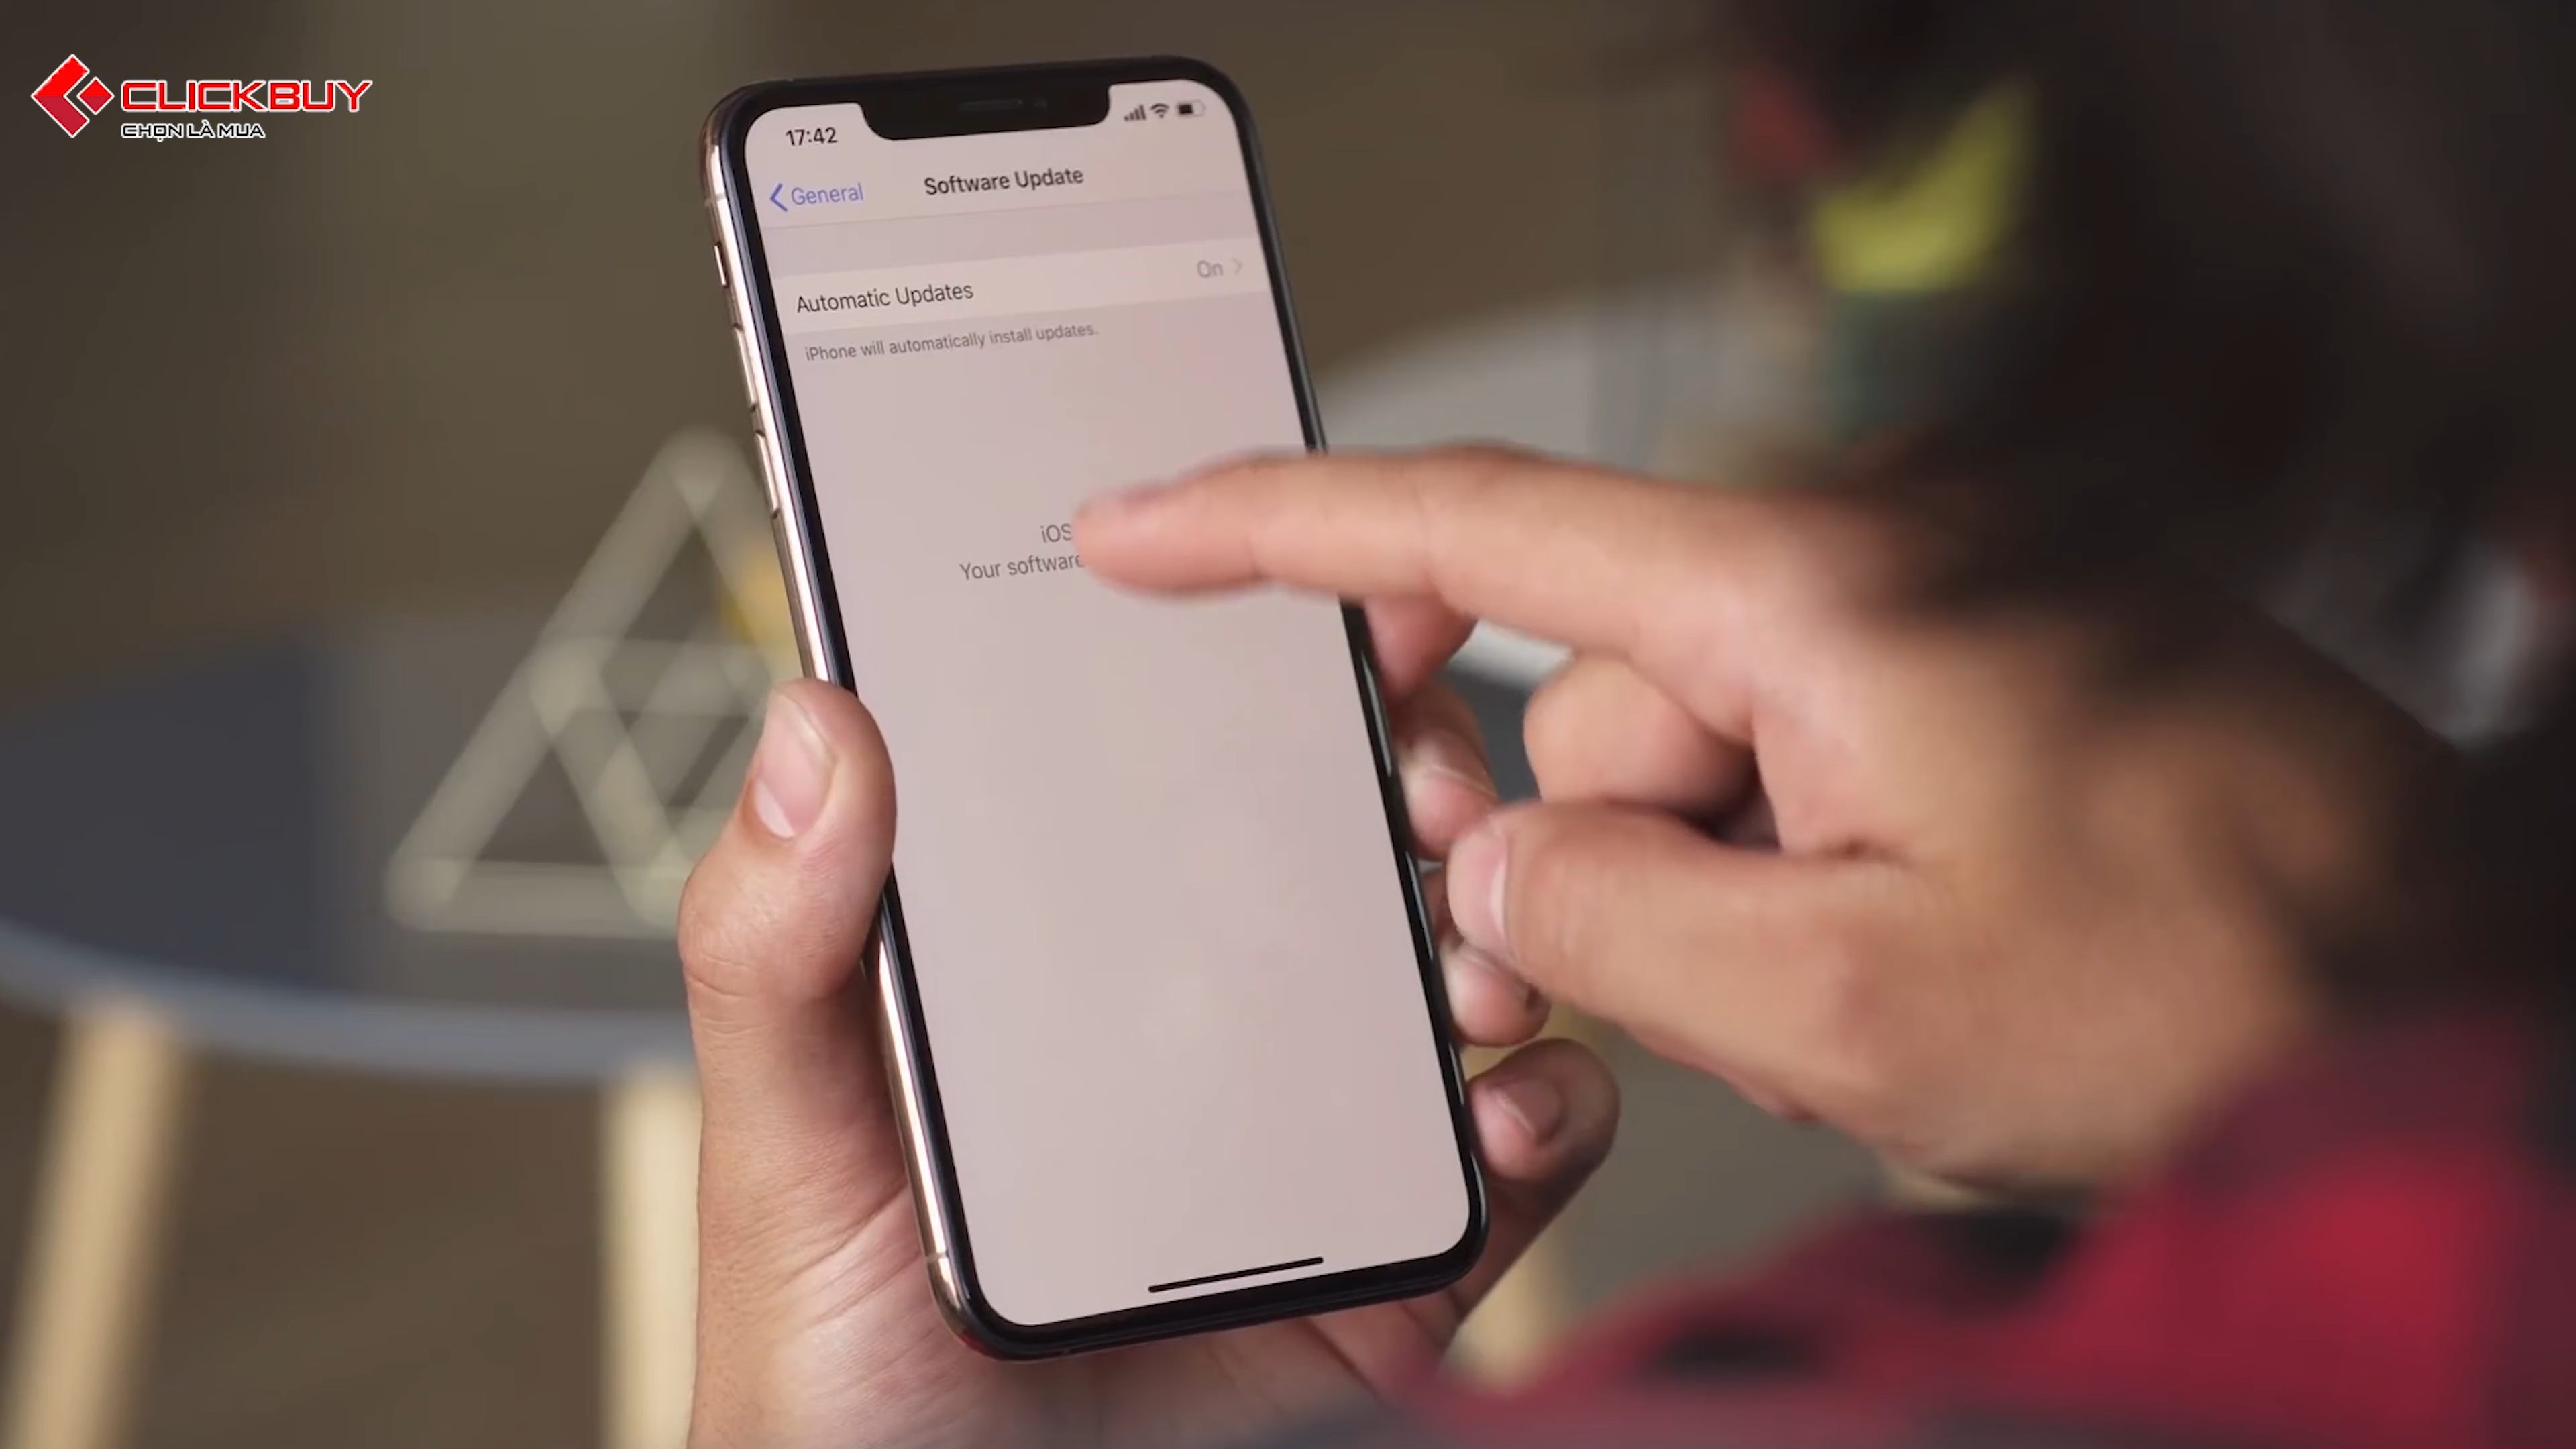 CLICKBUY
CHỌN LÀ MUA
17:42
General
Software Update
Automatic Updates
On
iPhone will automatically install updates.
iOS
Your software